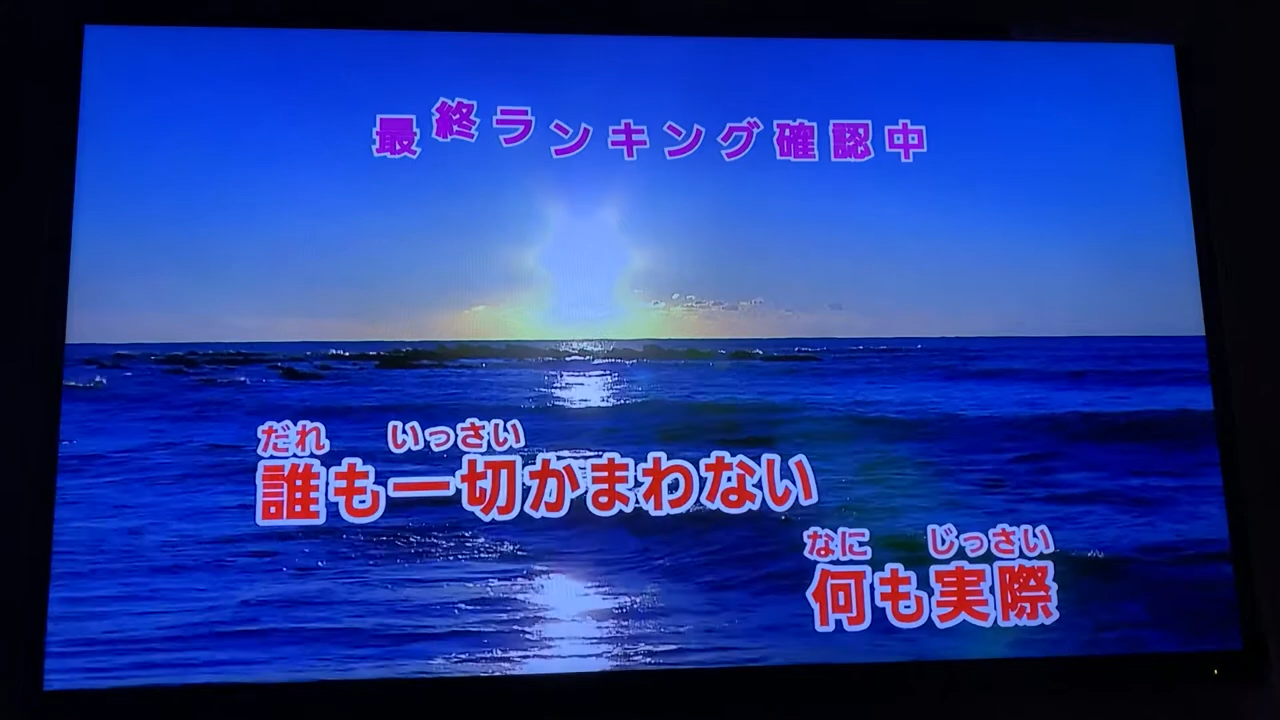 最終ランキング確認中
だれ いっさい
誰も一切かまわない
なに じっさい
何も実際